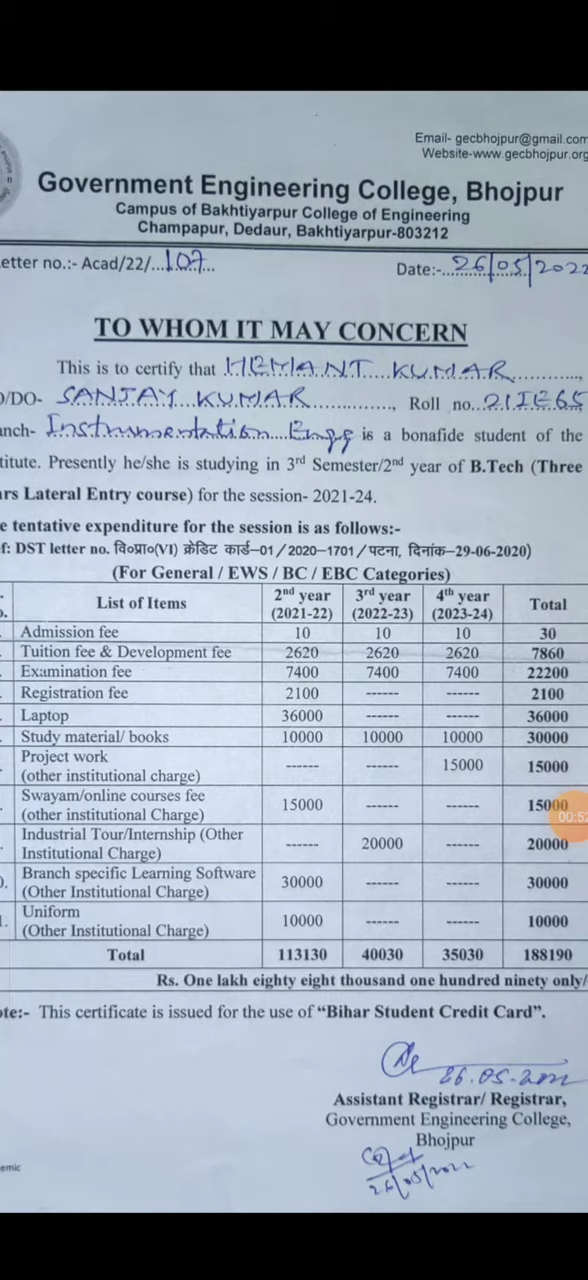 Email- gecbhojpur@gmail.com
Website-www.gecbhojpur.org
Government Engineering College, Bhojpur
Campus of Bakhtiyarpur College of Engineering
Champapur, Dedaur, Bakhtiyarpur-803212
etter no.:- Acad/22/...107...
Date:-...26/05/2022
TO WHOM IT MAY CONCERN
This is to certify that HEMANT KUMAR............,
/DO- SANJAY KUMAR............, Roll no. 21IE65
nch- Instrumentation Engg is a bonafide student of the
titute. Presently he/she is studying in 3rd Semester/2nd year of B.Tech (Three
rs Lateral Entry course) for the session- 2021-24.
e tentative expenditure for the session is as follows:-
f: DST letter no. वि०प्रा०(VI) क्रेडिट कार्ड–01/2020–1701/पटना, दिनांक–29-06-2020)
(For General / EWS / BC / EBC Categories)
List of Items 2nd year (2021-22) 3rd year (2022-23) 4th year (2023-24) Total
Admission fee 10 10 10 30
Tuition fee & Development fee 2620 2620 2620 7860
Examination fee 7400 7400 7400 22200
Registration fee 2100 ------ ------ 2100
Laptop 36000 ------ ------ 36000
Study material/ books 10000 10000 10000 30000
Project work
(other institutional charge) ------ ------ 15000 15000
Swayam/online courses fee
(other institutional Charge) 15000 ------ ------ 15000
00:52
Industrial Tour/Internship (Other
Institutional Charge) ------ 20000 ------ 20000
Branch specific Learning Software
(Other Institutional Charge) 30000 ------ ------ 30000
Uniform
(Other Institutional Charge) 10000 ------ ------ 10000
Total 113130 40030 35030 188190
Rs. One lakh eighty eight thousand one hundred ninety only/
ote:- This certificate is issued for the use of “Bihar Student Credit Card”.
26.05.2022
Assistant Registrar/ Registrar,
Government Engineering College,
Bhojpur
26/05/2022
emic